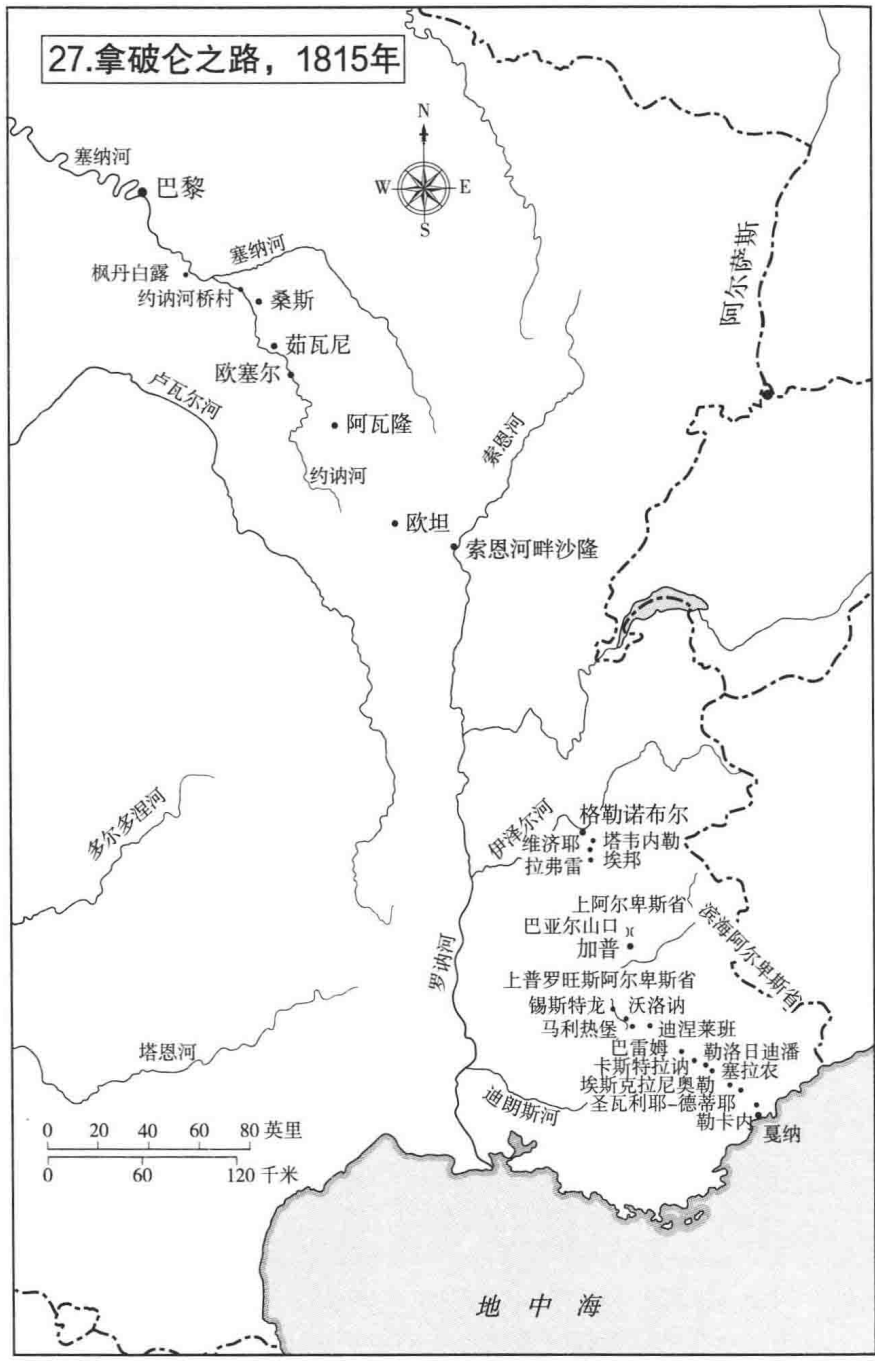 27.拿破仑之路，1815年
N
W
E
S
塞纳河
巴黎
塞纳河
枫丹白露
约讷河桥村
桑斯
茹瓦尼
欧塞尔
卢瓦尔河
阿瓦隆
约讷河
索恩河
欧坦
索恩河畔沙隆
阿尔萨斯
多尔多涅河
伊泽尔河
格勒诺布尔
维济耶
塔韦内勒
拉弗雷
埃邦
上阿尔卑斯省
巴亚尔山口
加普
滨海阿尔卑斯省
罗讷河
上普罗旺斯阿尔卑斯省
锡斯特龙
沃洛讷
马利热堡
迪涅莱班
塔恩河
巴雷姆
勒洛日迪潘
卡斯特拉讷
塞拉农
埃斯克拉尼奥勒
迪朗斯河
圣瓦利耶-德蒂耶
勒卡内
戛纳
0 20 40 60 80 英里
0 60 120 千米
地中海